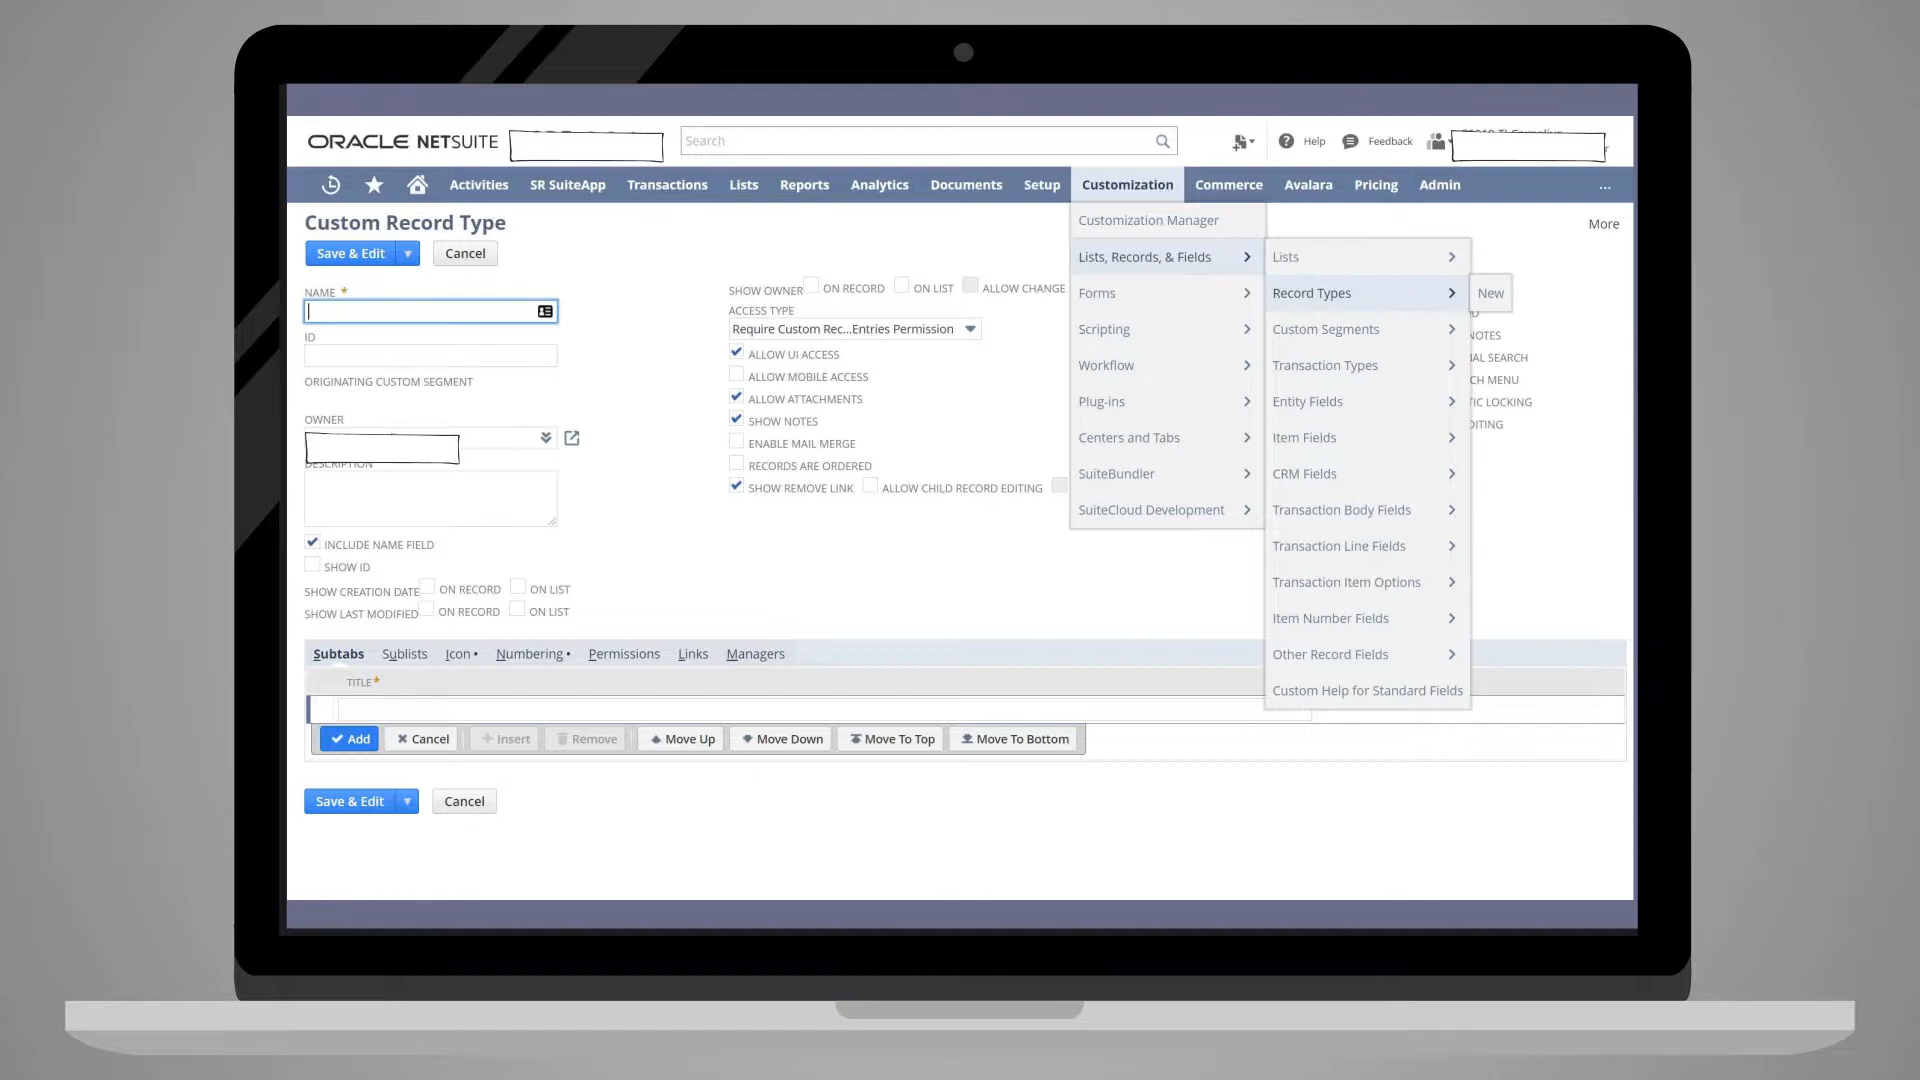 ORACLE NETSUITE
Search
Help
Feedback
Activities
SR SuiteApp
Transactions
Lists
Reports
Analytics
Documents
Setup
Customization
Commerce
Avalara
Pricing
Admin
...
Custom Record Type
More
Save & Edit
Cancel
NAME *
ID
ORIGINATING CUSTOM SEGMENT
OWNER
DESCRIPTION
INCLUDE NAME FIELD
SHOW ID
SHOW CREATION DATE ON RECORD ON LIST
SHOW LAST MODIFIED ON RECORD ON LIST
SHOW OWNER ON RECORD ON LIST ALLOW CHANGE
ACCESS TYPE
Require Custom Rec...Entries Permission
ALLOW UI ACCESS
ALLOW MOBILE ACCESS
ALLOW ATTACHMENTS
SHOW NOTES
ENABLE MAIL MERGE
RECORDS ARE ORDERED
SHOW REMOVE LINK ALLOW CHILD RECORD EDITING
Customization Manager
Lists, Records, & Fields
Forms
Scripting
Workflow
Plug-ins
Centers and Tabs
SuiteBundler
SuiteCloud Development
Lists
Record Types
Custom Segments
Transaction Types
Entity Fields
Item Fields
CRM Fields
Transaction Body Fields
Transaction Line Fields
Transaction Item Options
Item Number Fields
Other Record Fields
Custom Help for Standard Fields
New
NOTES
SEARCH
MENU
LOCKING
Subtabs
Sublists
Icon •
Numbering •
Permissions
Links
Managers
TITLE *
Add
Cancel
Insert
Remove
Move Up
Move Down
Move To Top
Move To Bottom
Save & Edit
Cancel